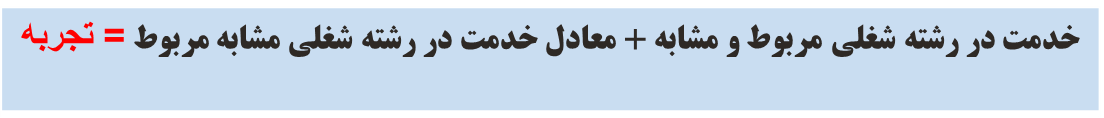 خدمت در رشته شغلی مربوط و مشابه + معادل خدمت در رشته شغلی مشابه مربوط = تجربه